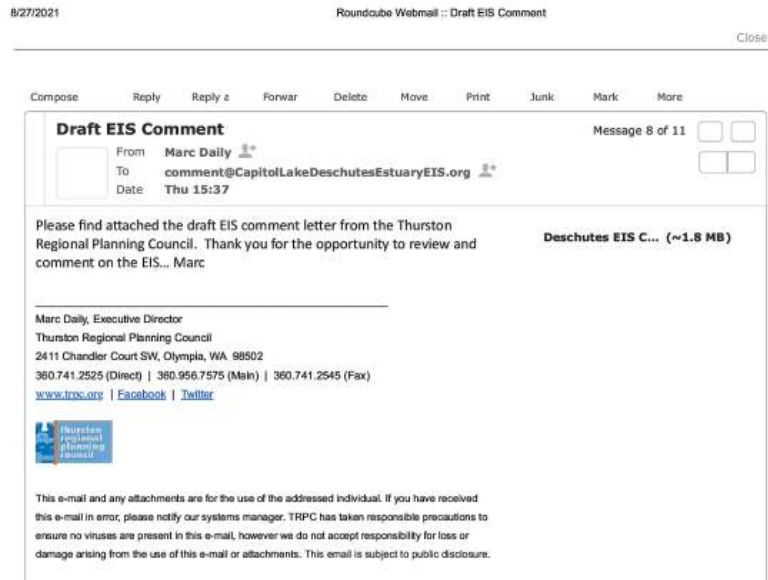 8/27/2021 Roundcube Webmail :: Draft EIS Comment
Close
Compose Reply Reply a Forwar Delete Move Print Junk Mark More
Draft EIS Comment Message 8 of 11
From Marc Daily
To comment@CapitolLakeDeschutesEstuaryEIS.org
Date Thu 15:37
Please find attached the draft EIS comment letter from the Thurston
Regional Planning Council. Thank you for the opportunity to review and
comment on the EIS... Marc
Deschutes EIS C... (~1.8 MB)
Marc Daily, Executive Director
Thurston Regional Planning Council
2411 Chandler Court SW, Olympia, WA 98502
360.741.2525 (Direct) | 360.956.7575 (Main) | 360.741.2545 (Fax)
www.trpc.org | Facebook | Twitter
thurston
regional
planning
council
This e-mail and any attachments are for the use of the addressed individual. If you have received
this e-mail in error, please notify our systems manager. TRPC has taken responsible precautions to
ensure no viruses are present in this e-mail, however we do not accept responsibility for loss or
damage arising from the use of this e-mail or attachments. This email is subject to public disclosure.